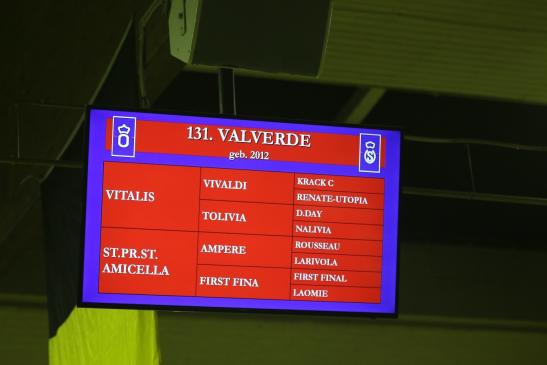 131. VALVERDE
geb. 2012
VITALIS
VIVALDI
KRACK C
RENATE-UTOPIA
TOLIVIA
D.DAY
NALIVIA
ST.PR.ST.
AMICELLA
AMPERE
ROUSSEAU
LARIVOLA
FIRST FINA
FIRST FINAL
LAOMIE